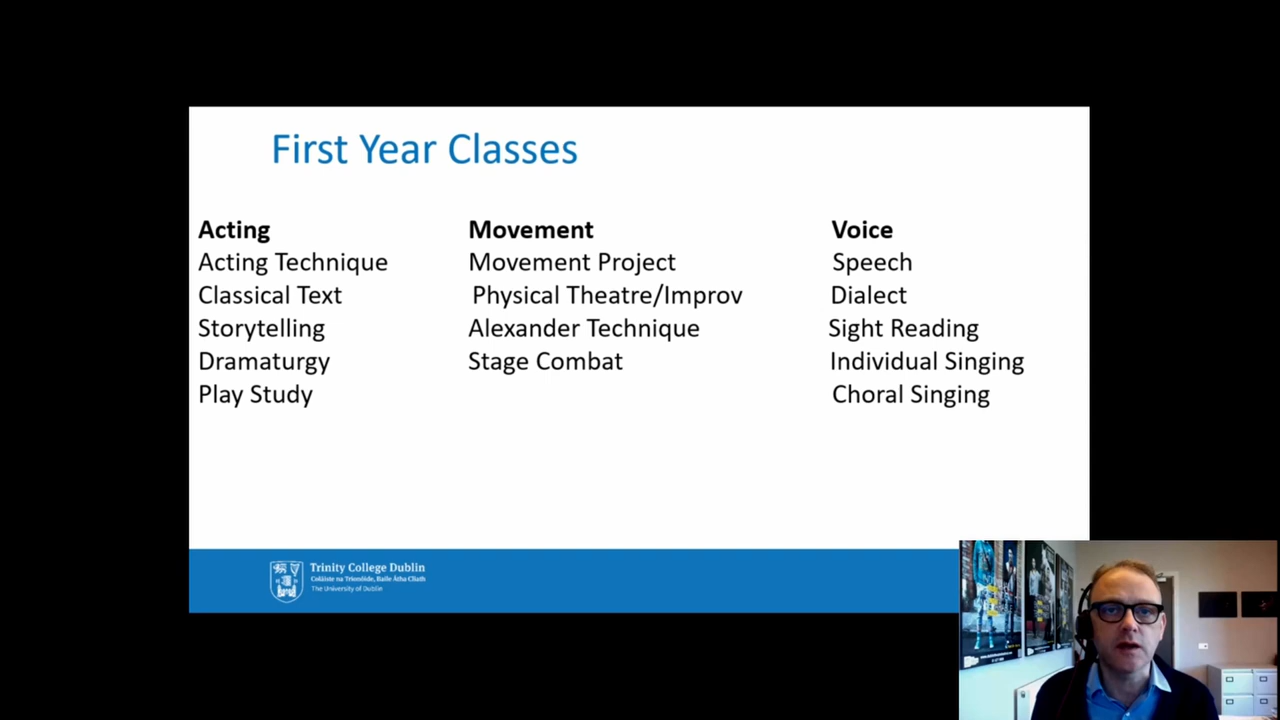 First Year Classes
Acting
Acting Technique
Classical Text
Storytelling
Dramaturgy
Play Study
Movement
Movement Project
Physical Theatre/Improv
Alexander Technique
Stage Combat
Voice
Speech
Dialect
Sight Reading
Individual Singing
Choral Singing
Trinity College Dublin
Coláiste na Tríonóide, Baile Átha Cliath
The University of Dublin